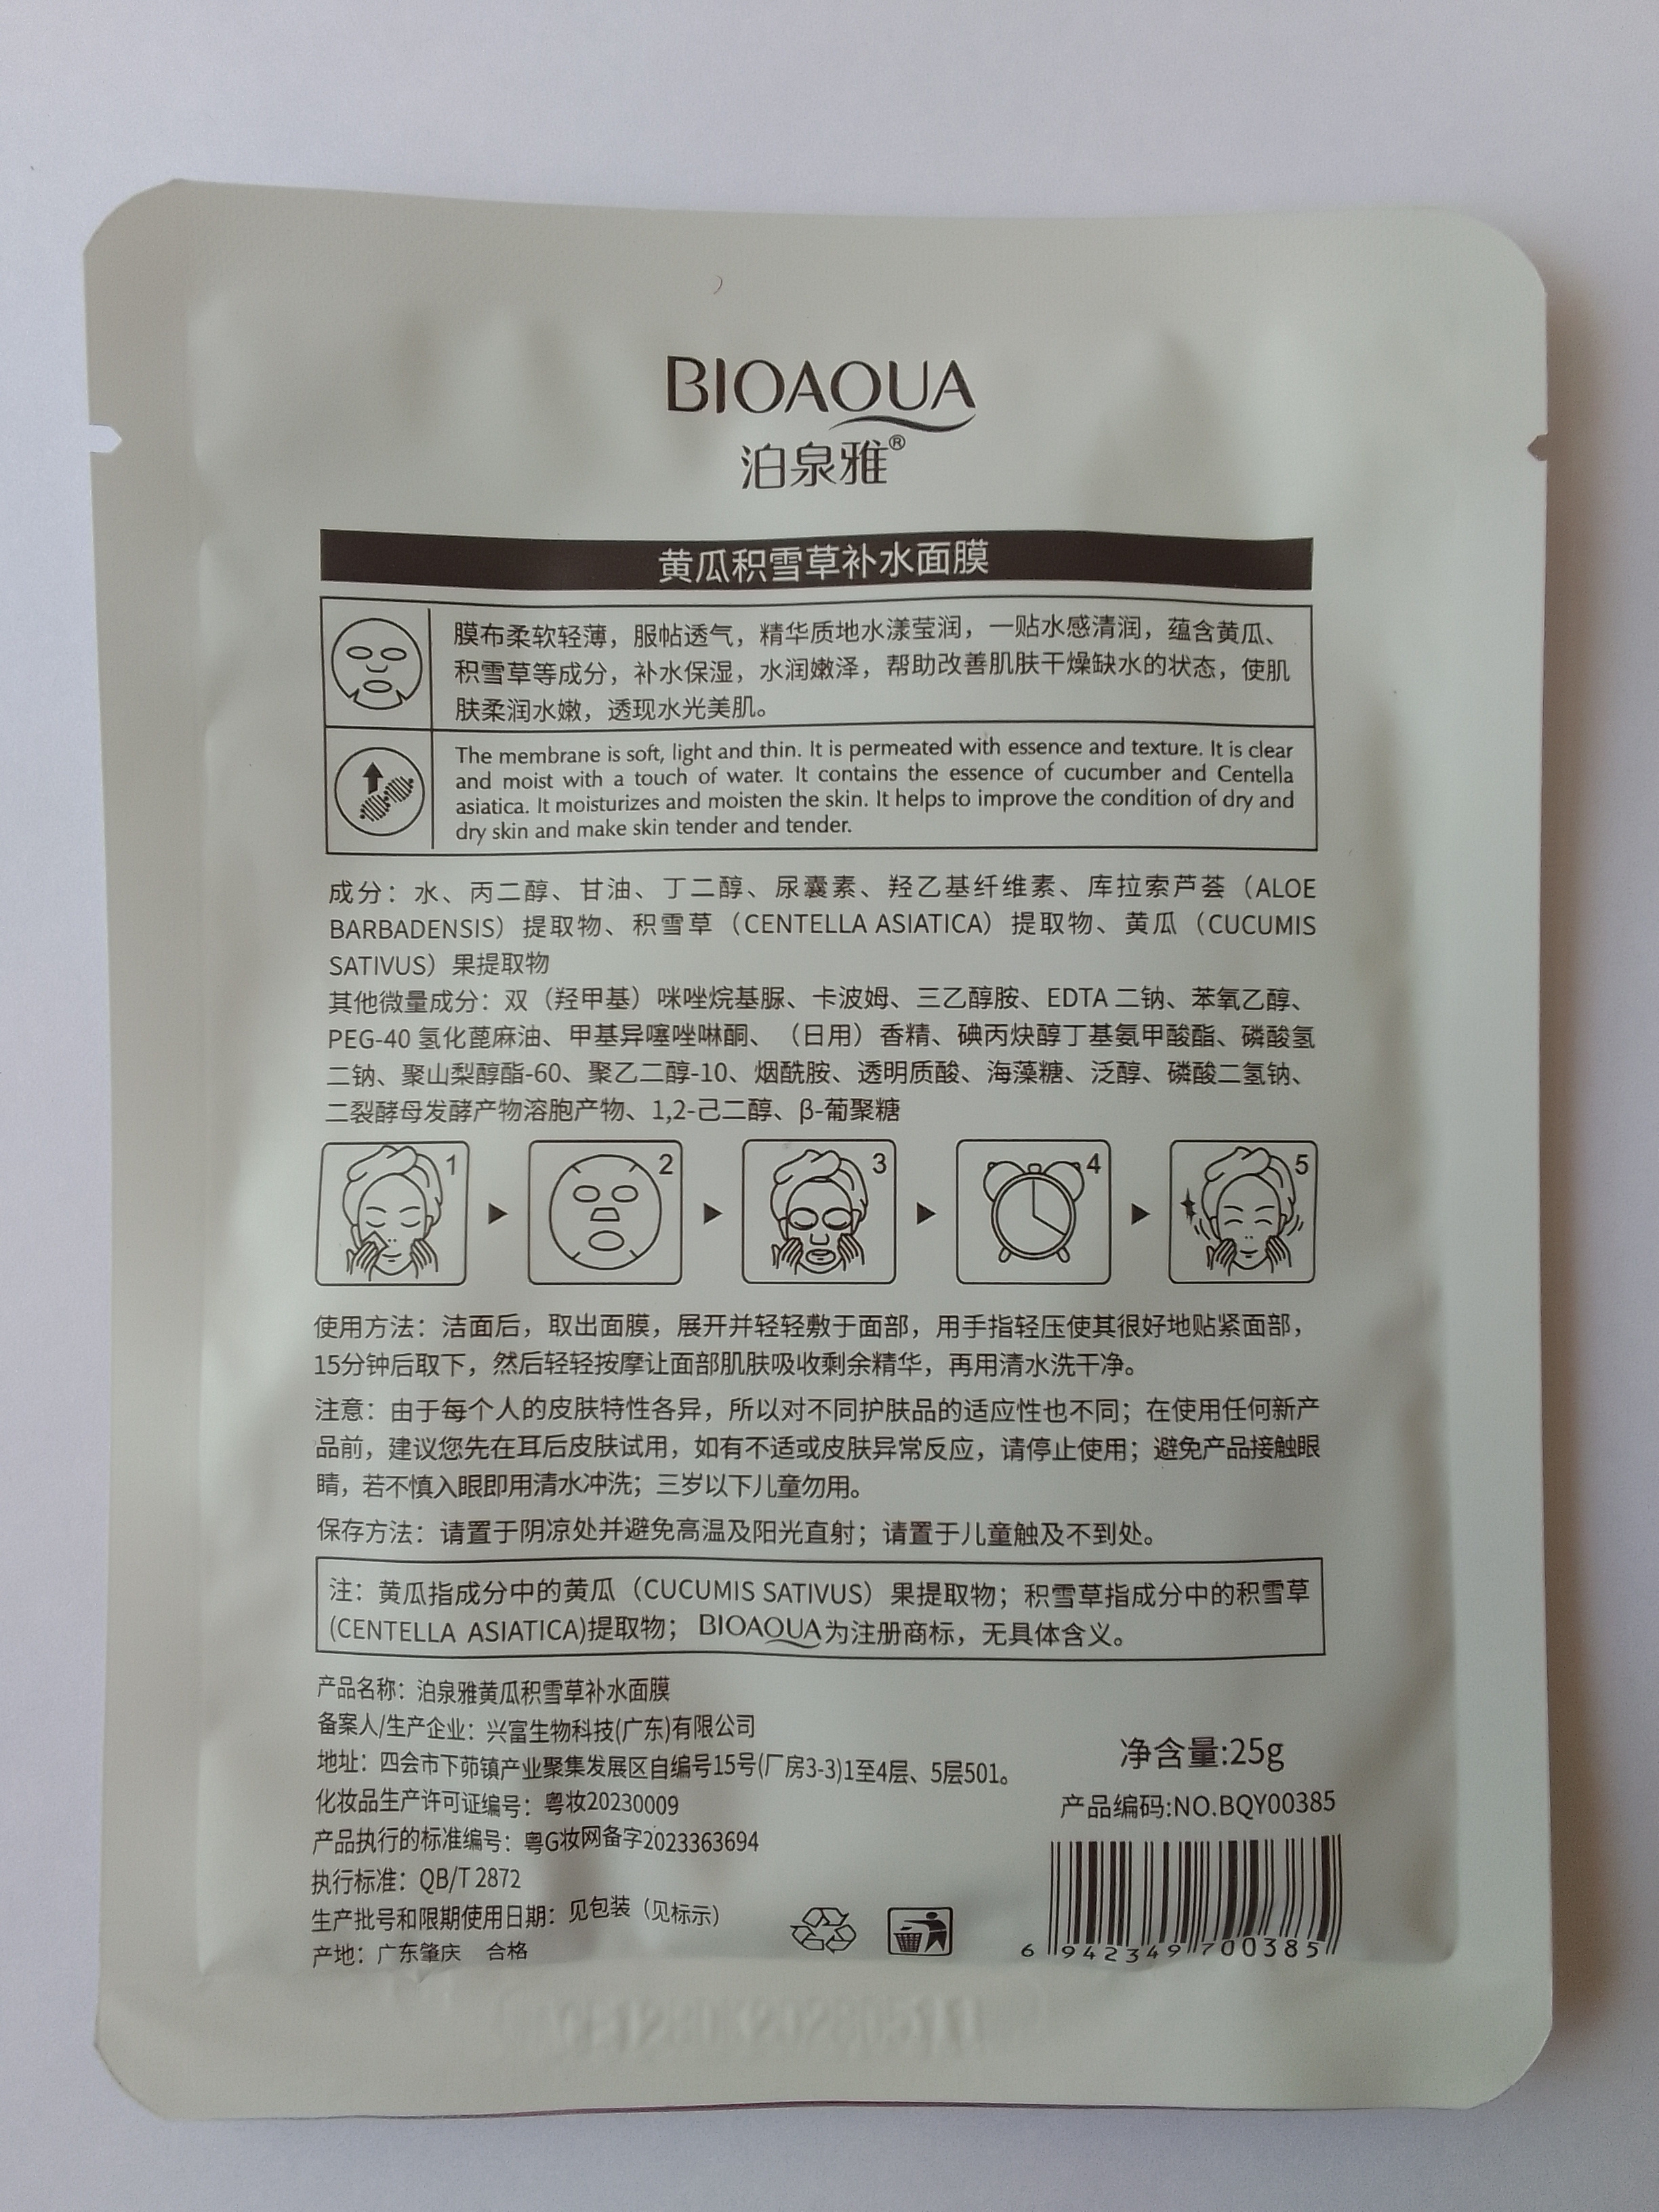 BIOAQUA
泊泉雅®
黄瓜积雪草补水面膜
膜布柔软轻薄，服帖透气，精华质地水漾莹润，一贴水感清润，蕴含黄瓜、
积雪草等成分，补水保湿，水润嫩泽，帮助改善肌肤干燥缺水的状态，使肌
肤柔润水嫩，透现水光美肌。
The membrane is soft, light and thin. It is permeated with essence and texture. It is clear
and moist with a touch of water. It contains the essence of cucumber and Centella
asiatica. It moisturizes and moisten the skin. It helps to improve the condition of dry and
dry skin and make skin tender and tender.
成分：水、丙二醇、甘油、丁二醇、尿囊素、羟乙基纤维素、库拉索芦荟（ALOE
BARBADENSIS）提取物、积雪草（CENTELLA ASIATICA）提取物、黄瓜（CUCUMIS
SATIVUS）果提取物
其他微量成分：双（羟甲基）咪唑烷基脲、卡波姆、三乙醇胺、EDTA 二钠、苯氧乙醇、
PEG-40 氢化蓖麻油、甲基异噻唑啉酮、（日用）香精、碘丙炔醇丁基氨甲酸酯、磷酸氢
二钠、聚山梨醇酯-60、聚乙二醇-10、烟酰胺、透明质酸、海藻糖、泛醇、磷酸二氢钠、
二裂酵母发酵产物溶胞产物、1,2-己二醇、β-葡聚糖
1 2 3 4 5
使用方法：洁面后，取出面膜，展开并轻轻敷于面部，用手指轻压使其很好地贴紧面部，
15分钟后取下，然后轻轻按摩让面部肌肤吸收剩余精华，再用清水洗干净。
注意：由于每个人的皮肤特性各异，所以对不同护肤品的适应性也不同；在使用任何新产
品前，建议您先在耳后皮肤试用，如有不适或皮肤异常反应，请停止使用；避免产品接触眼
睛，若不慎入眼即用清水冲洗；三岁以下儿童勿用。
保存方法：请置于阴凉处并避免高温及阳光直射；请置于儿童触及不到处。
注：黄瓜指成分中的黄瓜（CUCUMIS SATIVUS）果提取物；积雪草指成分中的积雪草
(CENTELLA ASIATICA)提取物；BIOAQUA为注册商标，无具体含义。
产品名称：泊泉雅黄瓜积雪草补水面膜
备案人/生产企业：兴富生物科技(广东)有限公司
地址：四会市下茆镇产业聚集发展区自编号15号(厂房3-3)1至4层、5层501。
化妆品生产许可证编号：粤妆20230009
产品执行的标准编号：粤G妆网备字2023363694
执行标准：QB/T 2872
生产批号和限期使用日期：见包装（见标示）
产地：广东肇庆 合格
净含量:25g
产品编码:NO.BQY00385
6 942349 700385